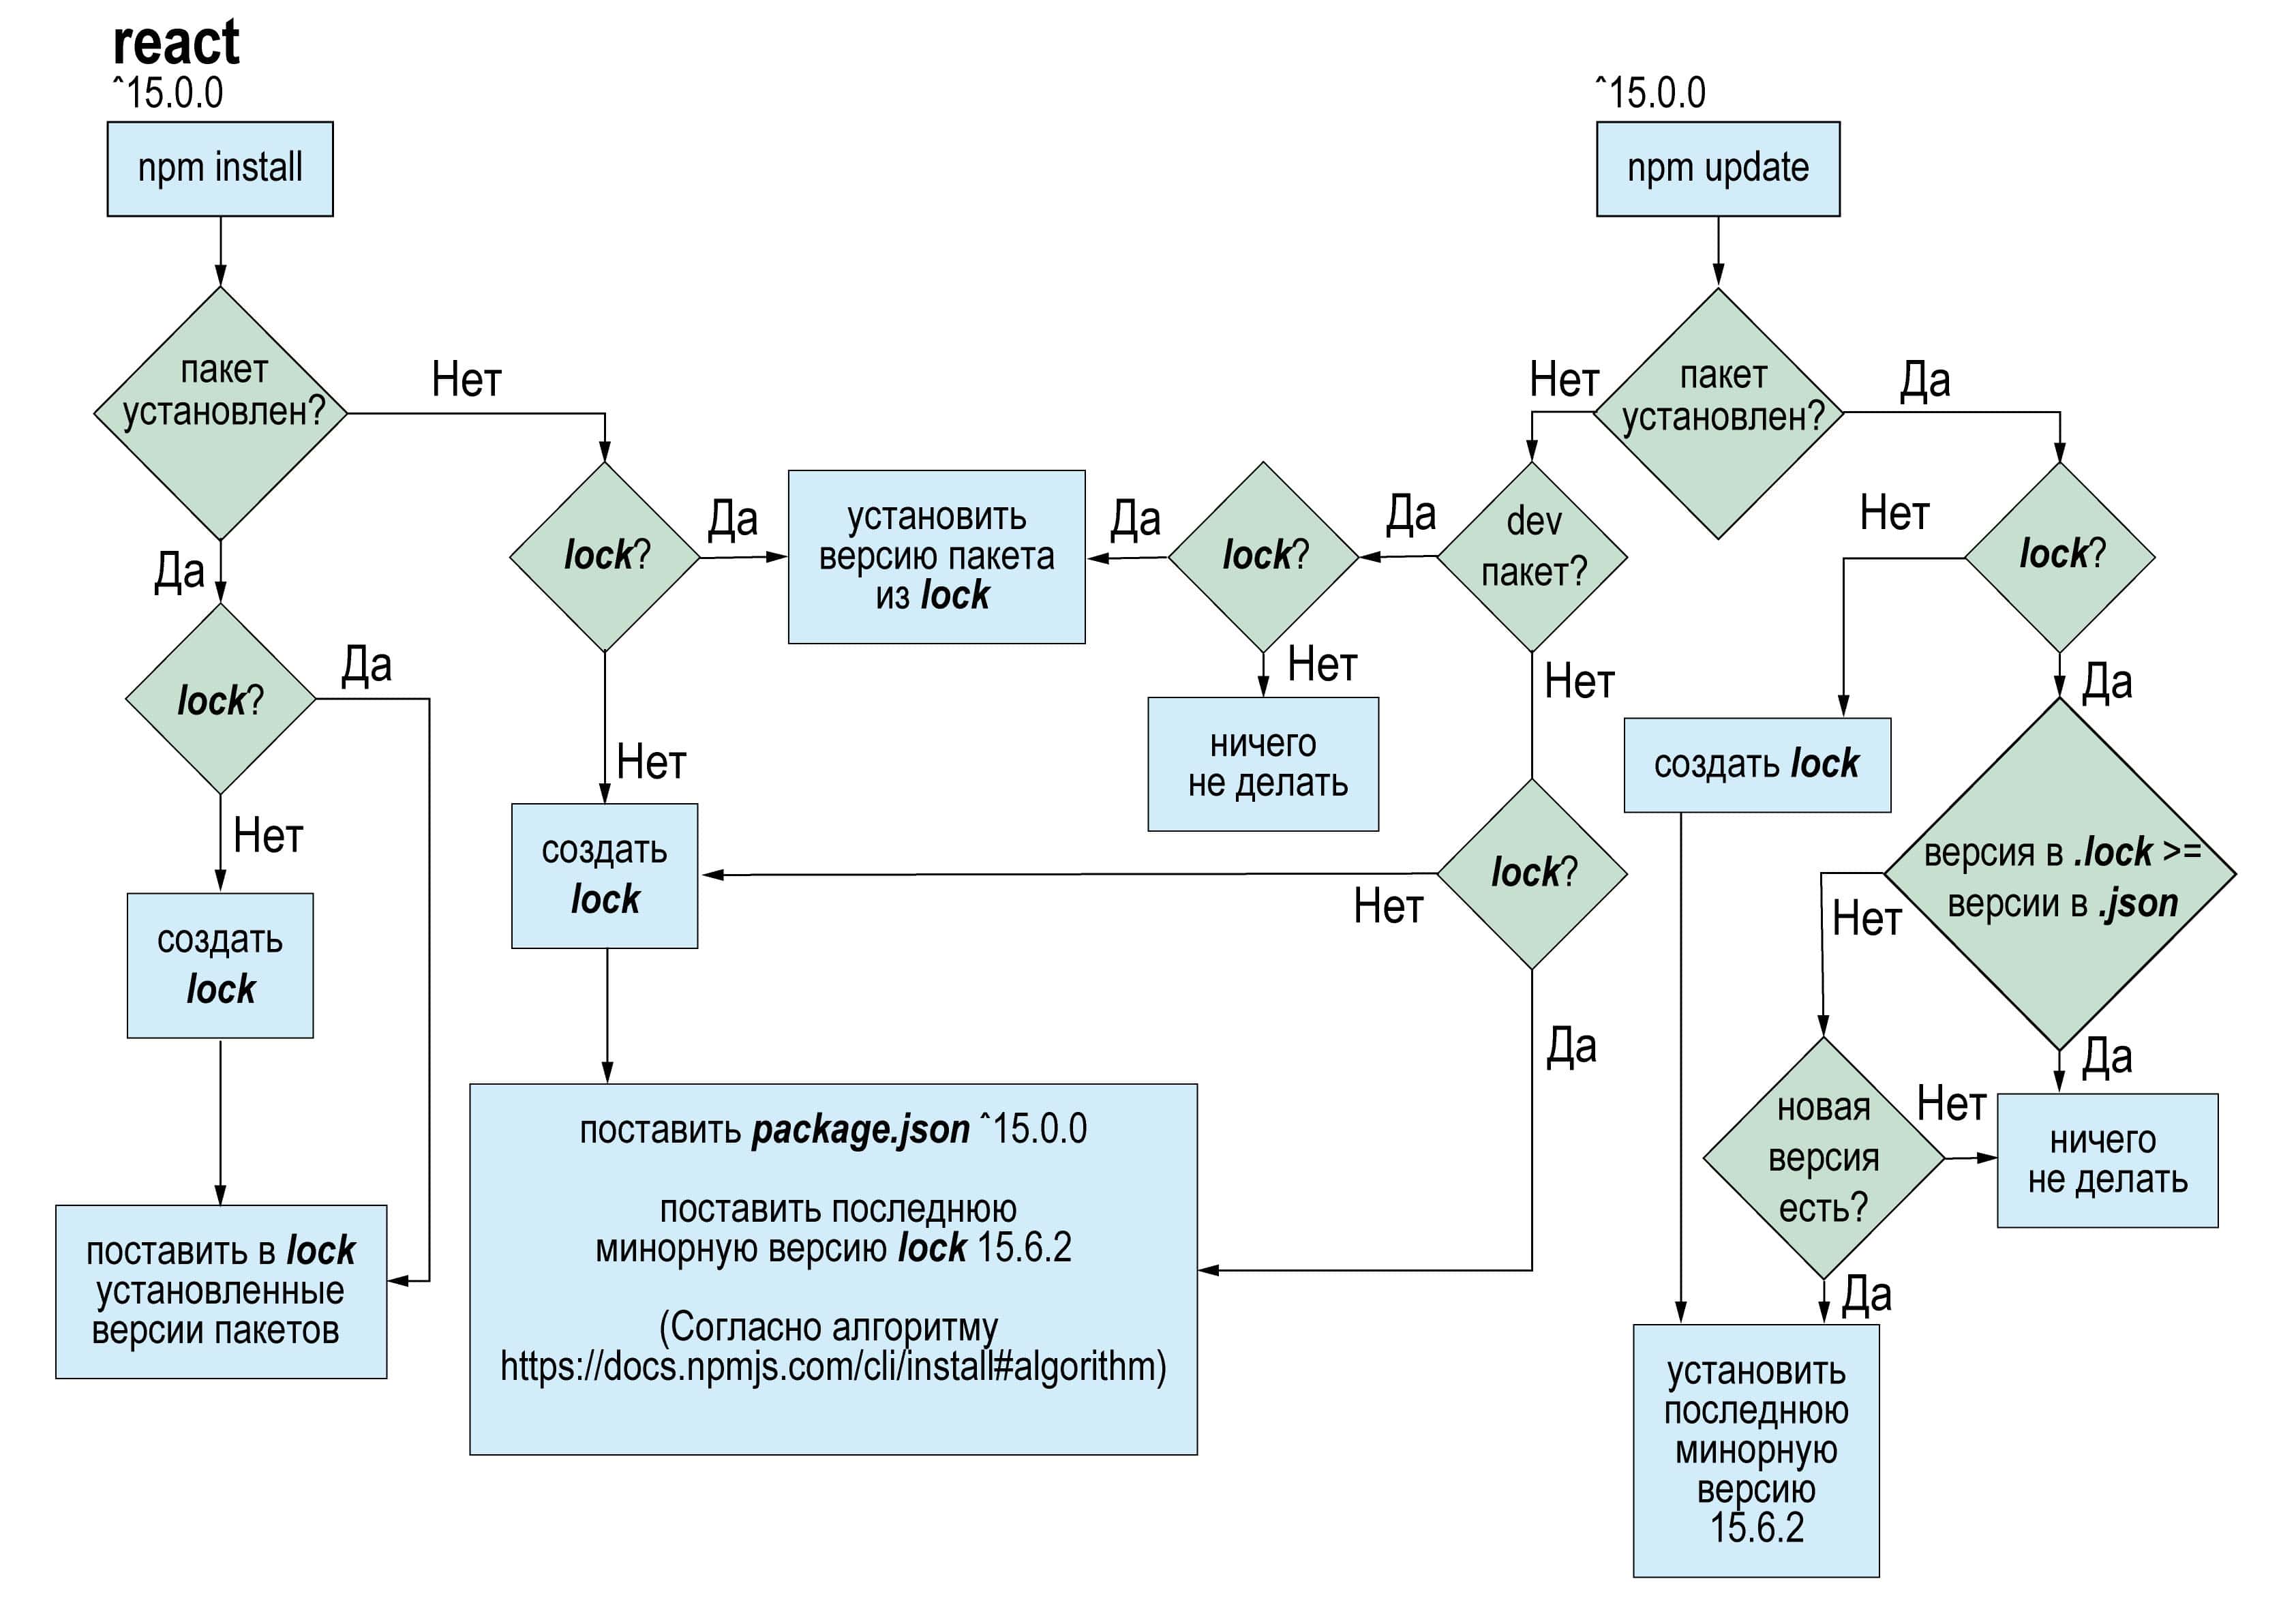 react
^15.0.0
npm install
пакет
установлен?
Нет
Да
lock?
Да
Нет
создать
lock
поставить в lock
установленные
версии пакетов
lock?
Да
Нет
установить
версию пакета
из lock
создать
lock
поставить package.json ^15.0.0
поставить последнюю
минорную версию lock 15.6.2
(Согласно алгоритму
https://docs.npmjs.com/cli/install#algorithm)
^15.0.0
npm update
пакет
установлен?
Нет
Да
dev
пакет?
Да
lock?
Да
Нет
ничего
не делать
Нет
lock?
Нет
Да
lock?
Нет
Да
создать lock
версия в .lock >=
версии в .json
Нет
Да
новая
версия
есть?
Нет
ничего
не делать
Да
установить
последнюю
минорную
версию
15.6.2